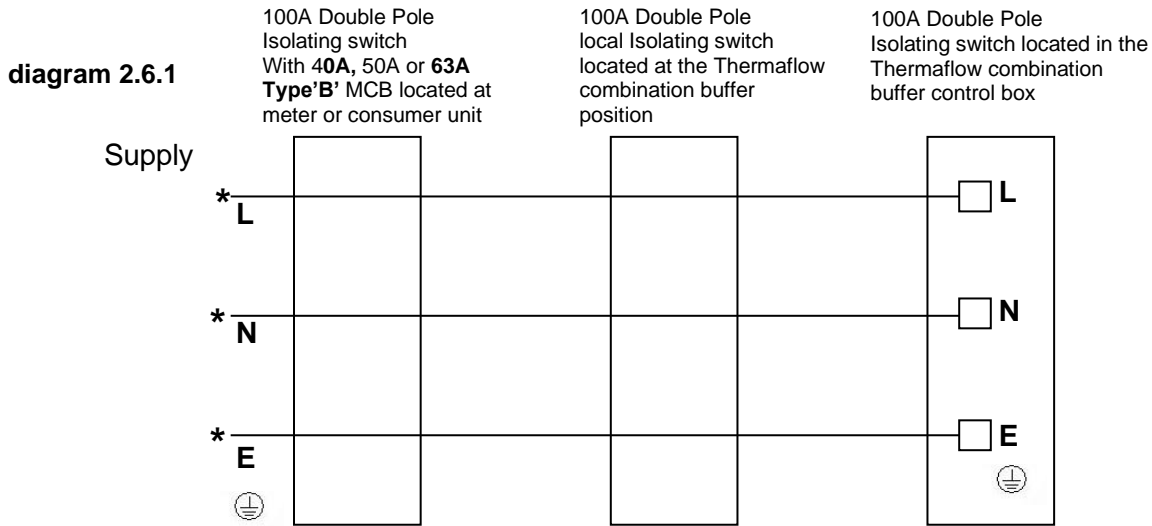 diagram 2.6.1
100A Double Pole
Isolating switch
With 40A, 50A or 63A
Type'B' MCB located at
meter or consumer unit
100A Double Pole
local Isolating switch
located at the Thermaflow
combination buffer
position
100A Double Pole
Isolating switch located in the
Thermaflow combination
buffer control box
Supply
* L
L
* N
N
* E
E